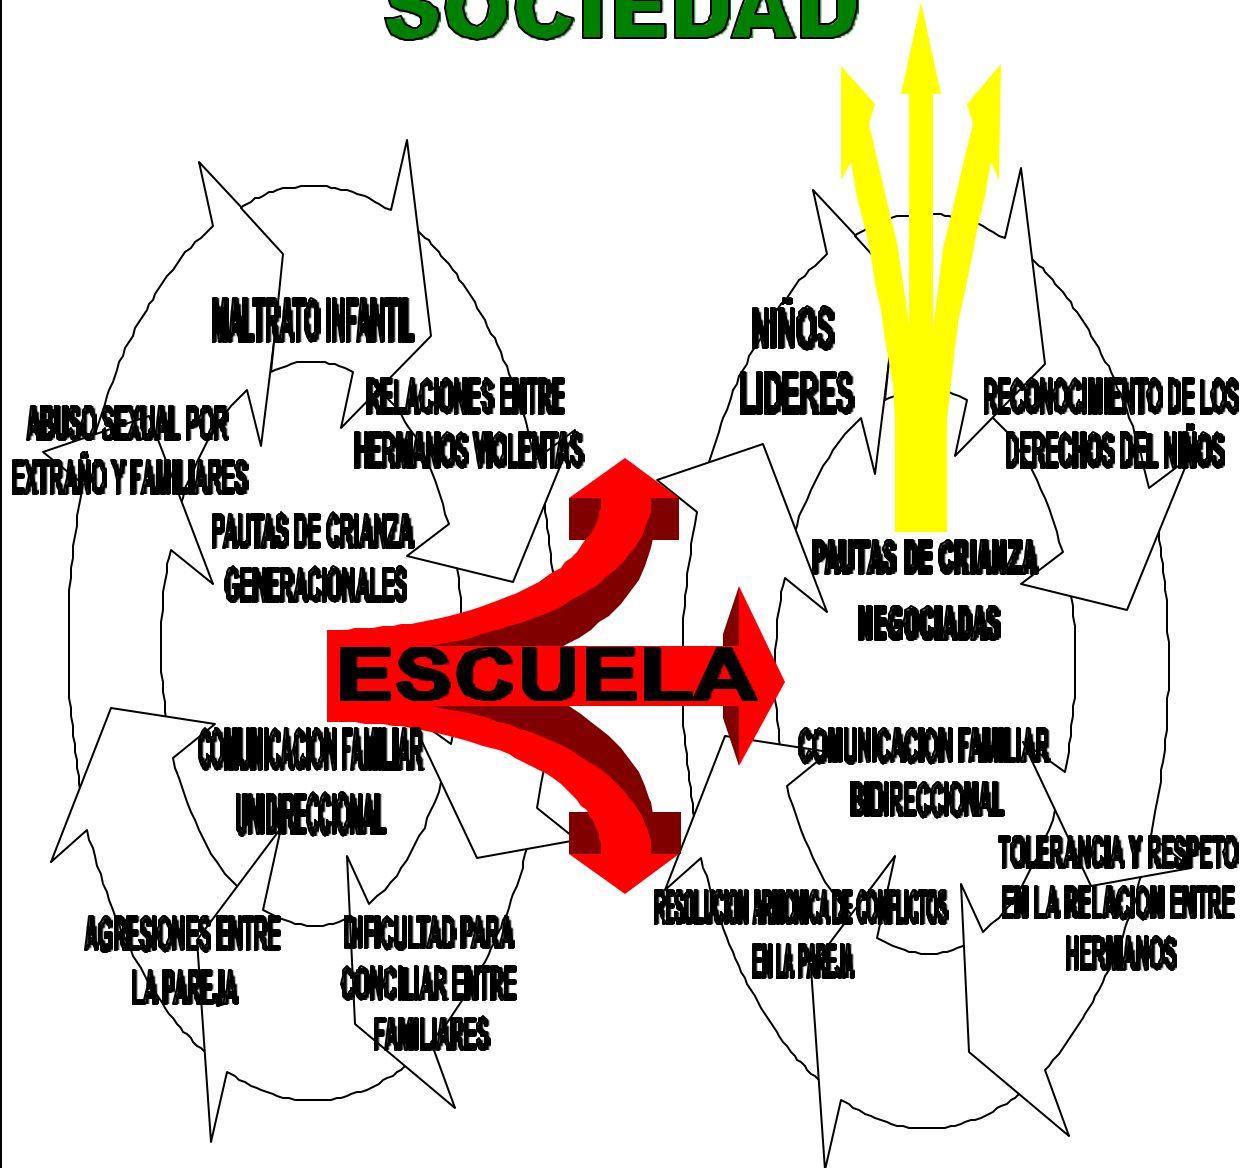 SOCIEDAD
MALTRATO INFANTIL
RELACIONES ENTRE
HERMANOS VIOLENTAS
ABUSO SEXUAL POR
EXTRAÑO Y FAMILIARES
PAUTAS DE CRIANZA
GENERACIONALES
ESCUELA
COMUNICACION FAMILIAR
UNIDIRECCIONAL
AGRESIONES ENTRE
LA PAREJA
DIFICULTAD PARA
CONCILIAR ENTRE
FAMILIARES
NIÑOS
LIDERES
RECONOCIMIENTO DE LOS
DERECHOS DEL NIÑOS
PAUTAS DE CRIANZA
NEGOCIADAS
COMUNICACION FAMILIAR
BIDIRECCIONAL
TOLERANCIA Y RESPETO
EN LA RELACION ENTRE
HERMANOS
RESOLUCION ARMONICA DE CONFLICTOS
EN LA PAREJA